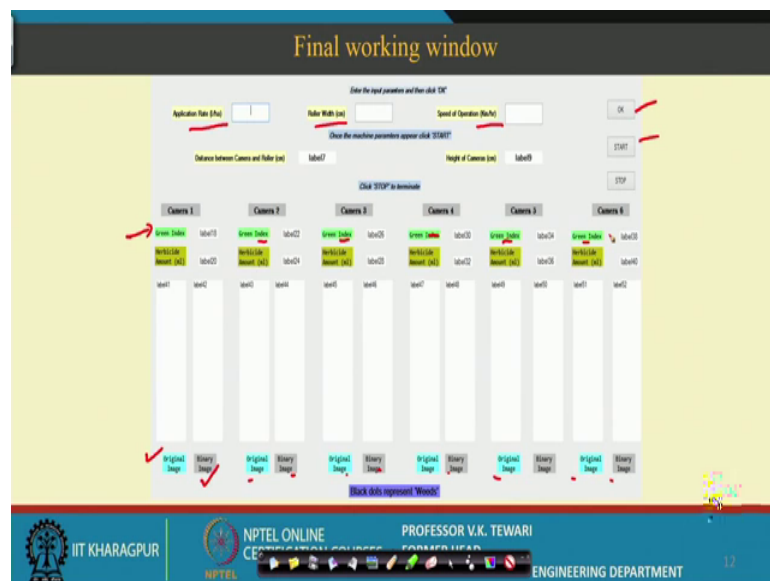 Final working window
Enter the input parameters and then click 'OK'
Application Rate (l/ha) Roller Width (cm) Speed of Operation (Km/hr) OK
Once the machine parameters appear click 'START'
START
Distance between Camera and Roller (cm) label7 Height of Cameras (cm) label9
STOP
Click 'STOP' to terminate
Camera 1 Camera 2 Camera 3 Camera 4 Camera 5 Camera 6
Green Index label18 Green Index label22 Green Index label26 Green Index label30 Green Index label34 Green Index label38
Herbicide Herbicide Herbicide Herbicide Herbicide Herbicide
Amount (ml) label20 Amount (ml) label24 Amount (ml) label28 Amount (ml) label32 Amount (ml) label36 Amount (ml) label40
label41 label42 label43 label44 label45 label46 label47 label48 label49 label50 label51 label52
Original Binary Original Binary Original Binary Original Binary Original Binary Original Binary
Image Image Image Image Image Image Image Image Image Image Image Image
Black dots represent 'Weeds'
IIT KHARAGPUR
NPTEL
NPTEL ONLINE
PROFESSOR V.K. TEWARI
ENGINEERING DEPARTMENT
12